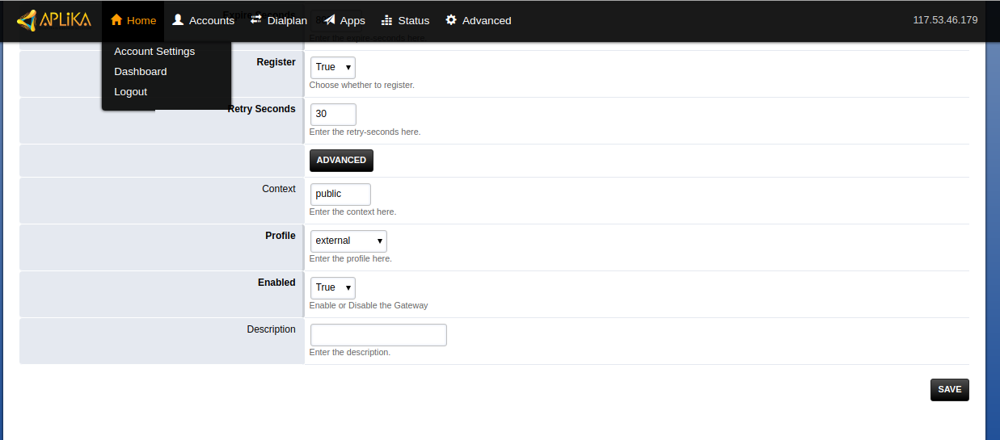 APLIKA
Home Accounts Dialplan Apps Status Advanced 117.53.46.179
Expire Seconds
Enter the expire-seconds here.
Account Settings
Dashboard
Logout
Register
True
Choose whether to register.
Retry Seconds
30
Enter the retry-seconds here.
ADVANCED
Context
public
Enter the context here.
Profile
external
Enter the profile here.
Enabled
True
Enable or Disable the Gateway
Description
Enter the description.
SAVE